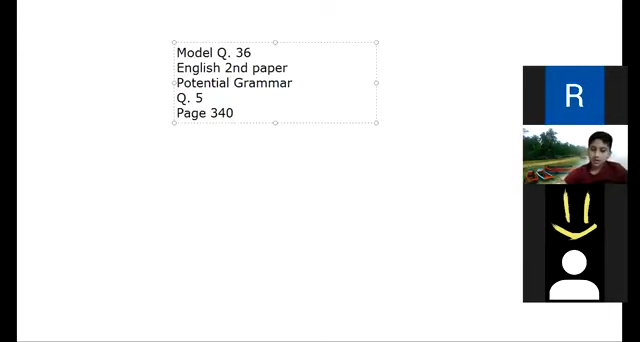 Model Q. 36
English 2nd paper
Potential Grammar
Q. 5
Page 340
R